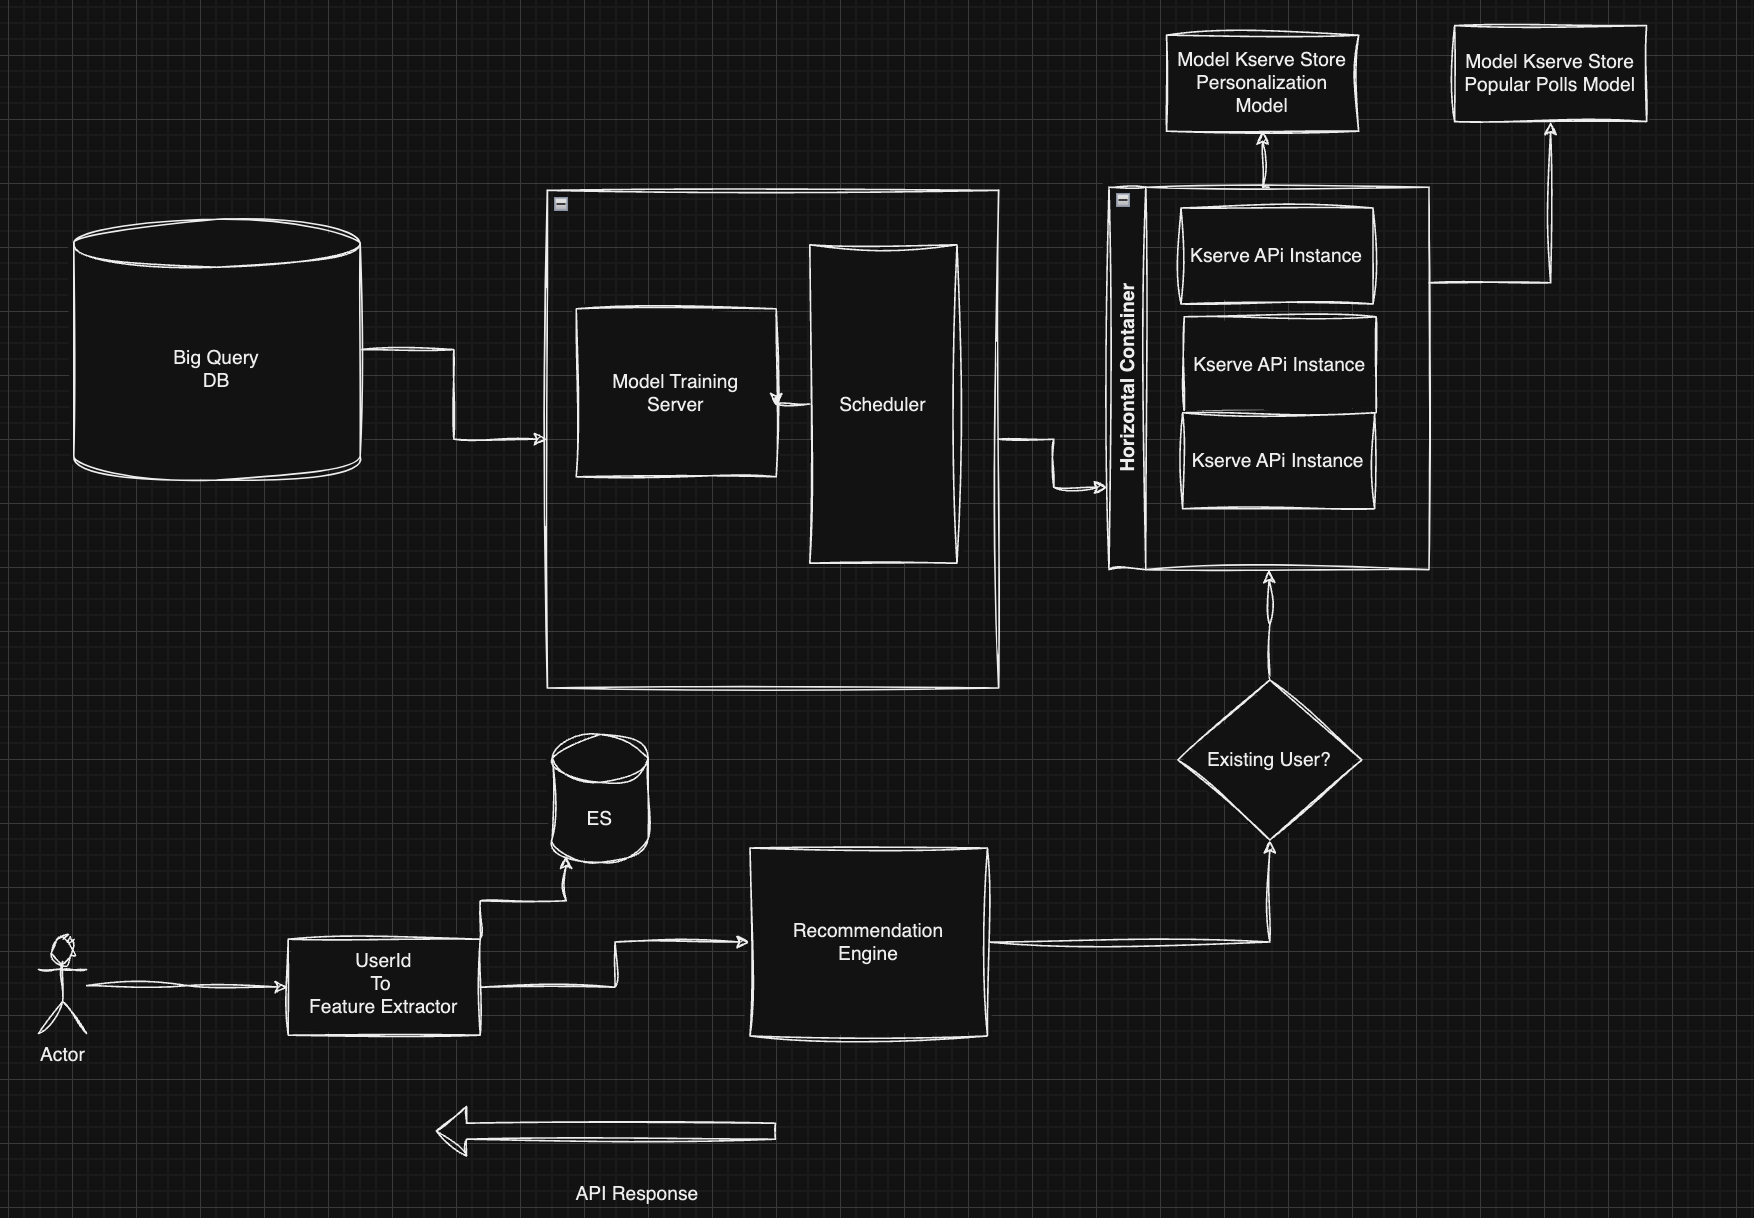 Model Kserve Store
Personalization
Model
Model Kserve Store
Popular Polls Model
Big Query
DB
Model Training
Server
Scheduler
Horizontal Container
Kserve APi Instance
Kserve APi Instance
Kserve APi Instance
Existing User?
ES
Recommendation
Engine
UserId
To
Feature Extractor
Actor
API Response